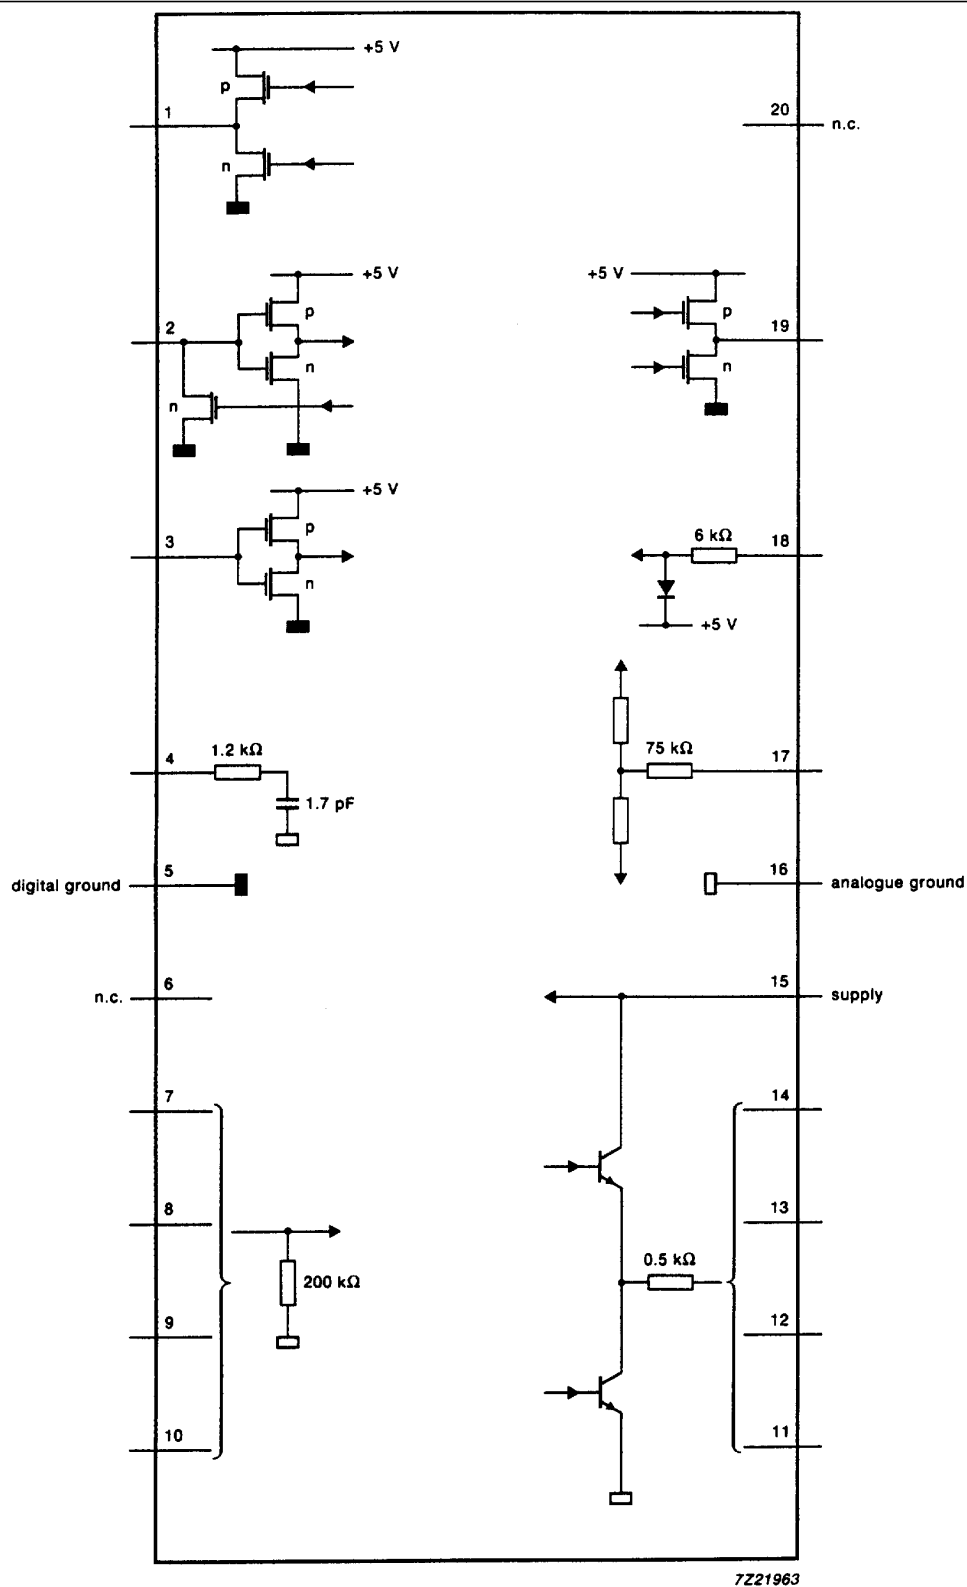 +5 V
p
1
n
20
n.c.
+5 V
p
2
n
n
+5 V
p
19
n
+5 V
p
3
n
6 kΩ
18
+5 V
1.2 kΩ
4
1.7 pF
75 kΩ
17
digital ground
5
16
analogue ground
n.c.
6
15
supply
7
8
200 kΩ
9
10
14
13
0.5 kΩ
12
11
7Z21963